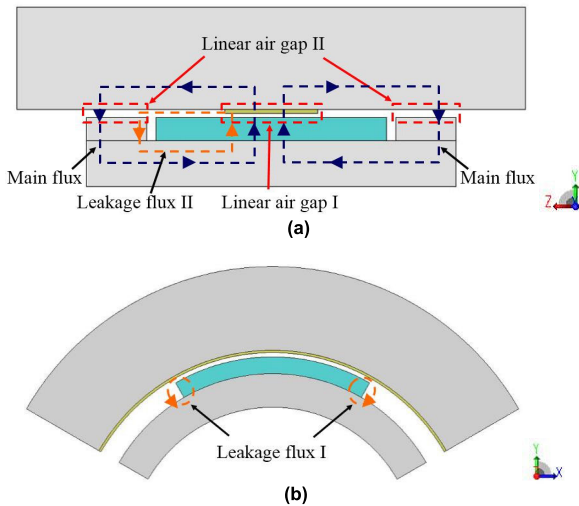 Linear air gap II
Main flux
Main flux
Leakage flux II
Linear air gap I
Y
Z
(a)
Leakage flux I
Y
X
(b)